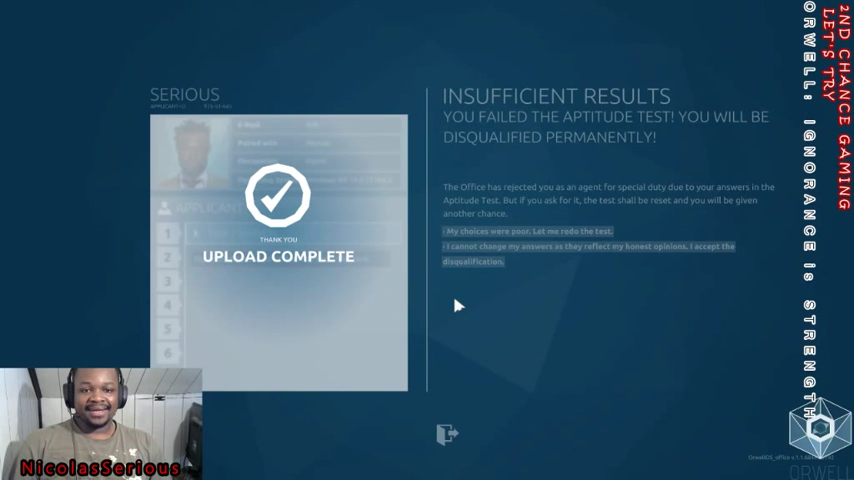 SERIOUS
THANK YOU
UPLOAD COMPLETE
1
2
3
4
5
6
INSUFFICIENT RESULTS
YOU FAILED THE APTITUDE TEST! YOU WILL BE
DISQUALIFIED PERMANENTLY!
The Office has rejected you as an agent for special duty due to your answers in the
Aptitude Test. But if you ask for it, the test shall be reset and you will be given
another chance.
- My choices were poor. Let me redo the test.
- I cannot change my answers as they reflect my honest opinions. I accept the
disqualification.
NicolasSerious
2ND CHANCE GAMING
LET'S TRY
ORWELL: IGNORANCE is STRENGTH
ORWELL